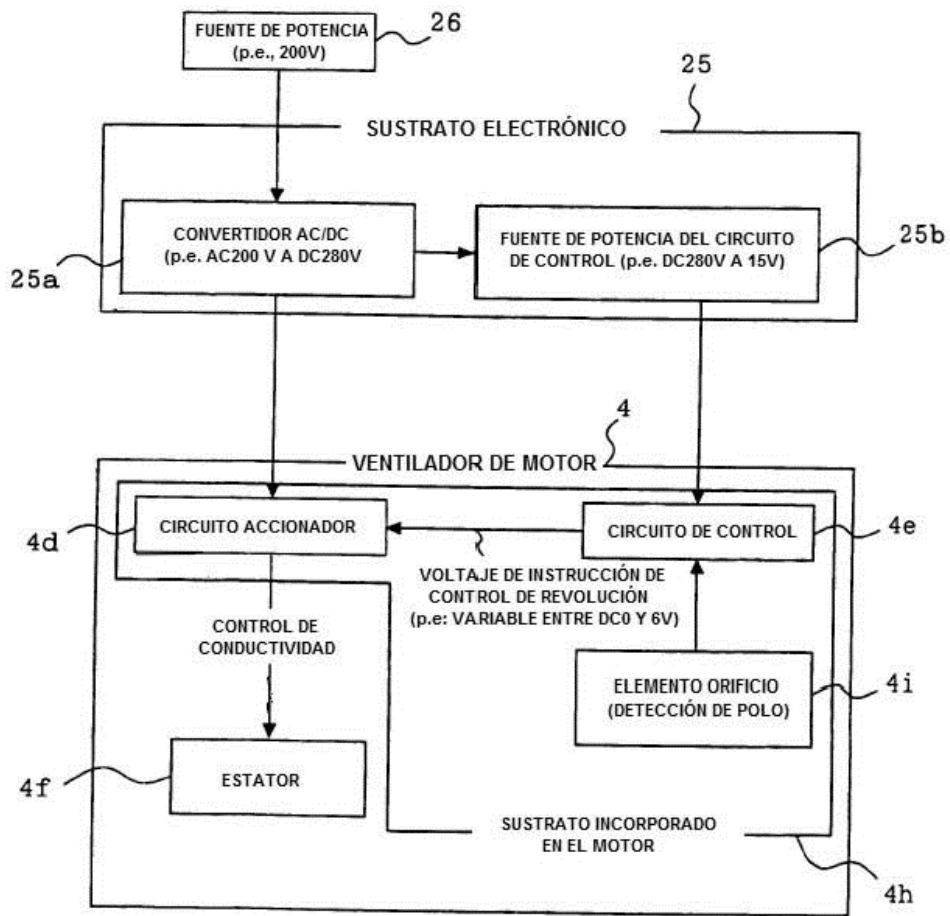 FUENTE DE POTENCIA
(p.e., 200V)
26
25
SUSTRATO ELECTRÓNICO
CONVERTIDOR AC/DC
(p.e. AC200 V A DC280V
25a
FUENTE DE POTENCIA DEL CIRCUITO
DE CONTROL (p.e. DC280V A 15V)
25b
4
VENTILADOR DE MOTOR
4d
CIRCUITO ACCIONADOR
CIRCUITO DE CONTROL
4e
VOLTAJE DE INSTRUCCIÓN DE
CONTROL DE REVOLUCIÓN
(p.e: VARIABLE ENTRE DC0 Y 6V)
CONTROL DE
CONDUCTIVIDAD
ELEMENTO ORIFICIO
(DETECCIÓN DE POLO)
4i
4f
ESTATOR
SUSTRATO INCORPORADO
EN EL MOTOR
4h